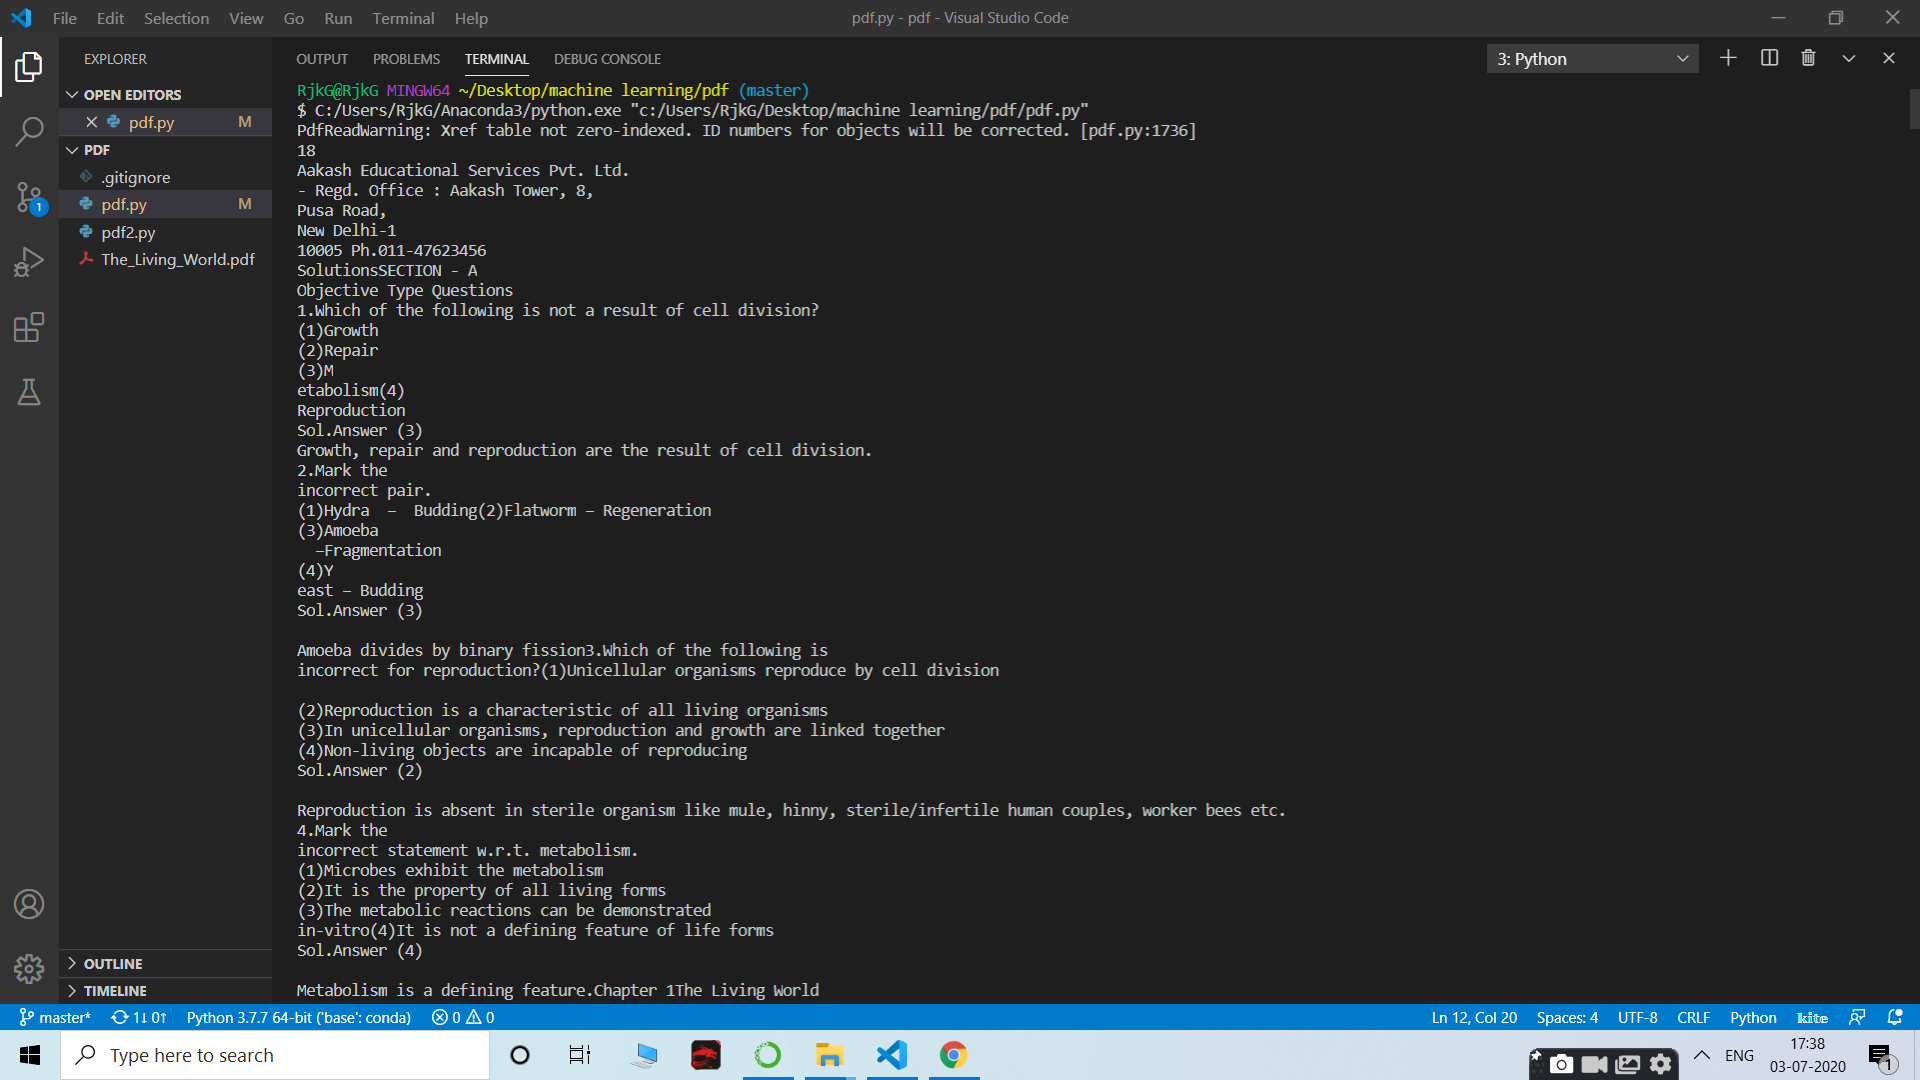 File Edit Selection View Go Run Terminal Help
pdf.py - pdf - Visual Studio Code
EXPLORER
OPEN EDITORS
pdf.py M
PDF
.gitignore
pdf.py M
pdf2.py
The_Living_World.pdf
OUTLINE
TIMELINE
1
OUTPUT PROBLEMS TERMINAL DEBUG CONSOLE
3: Python
RjkG@RjkG MINGW64 ~/Desktop/machine learning/pdf (master)
$ C:/Users/RjkG/Anaconda3/python.exe "c:/Users/RjkG/Desktop/machine learning/pdf/pdf.py"
PdfReadWarning: Xref table not zero-indexed. ID numbers for objects will be corrected. [pdf.py:1736]
18
Aakash Educational Services Pvt. Ltd.
- Regd. Office : Aakash Tower, 8,
Pusa Road,
New Delhi-1
10005 Ph.011-47623456
SolutionsSECTION - A
Objective Type Questions
1.Which of the following is not a result of cell division?
(1)Growth
(2)Repair
(3)M
etabolism(4)
Reproduction
Sol.Answer (3)
Growth, repair and reproduction are the result of cell division.
2.Mark the
incorrect pair.
(1)Hydra  –  Budding(2)Flatworm – Regeneration
(3)Amoeba
–Fragmentation
(4)Y
east – Budding
Sol.Answer (3)
Amoeba divides by binary fission3.Which of the following is
incorrect for reproduction?(1)Unicellular organisms reproduce by cell division
(2)Reproduction is a characteristic of all living organisms
(3)In unicellular organisms, reproduction and growth are linked together
(4)Non-living objects are incapable of reproducing
Sol.Answer (2)
Reproduction is absent in sterile organism like mule, hinny, sterile/infertile human couples, worker bees etc.
4.Mark the
incorrect statement w.r.t. metabolism.
(1)Microbes exhibit the metabolism
(2)It is the property of all living forms
(3)The metabolic reactions can be demonstrated
in-vitro(4)It is not a defining feature of life forms
Sol.Answer (4)
Metabolism is a defining feature.Chapter 1The Living World
master* 1↓ 0↑ Python 3.7.7 64-bit ('base': conda) 0 0
Ln 12, Col 20 Spaces: 4 UTF-8 CRLF Python kite
Type here to search
ENG
17:38
03-07-2020
1